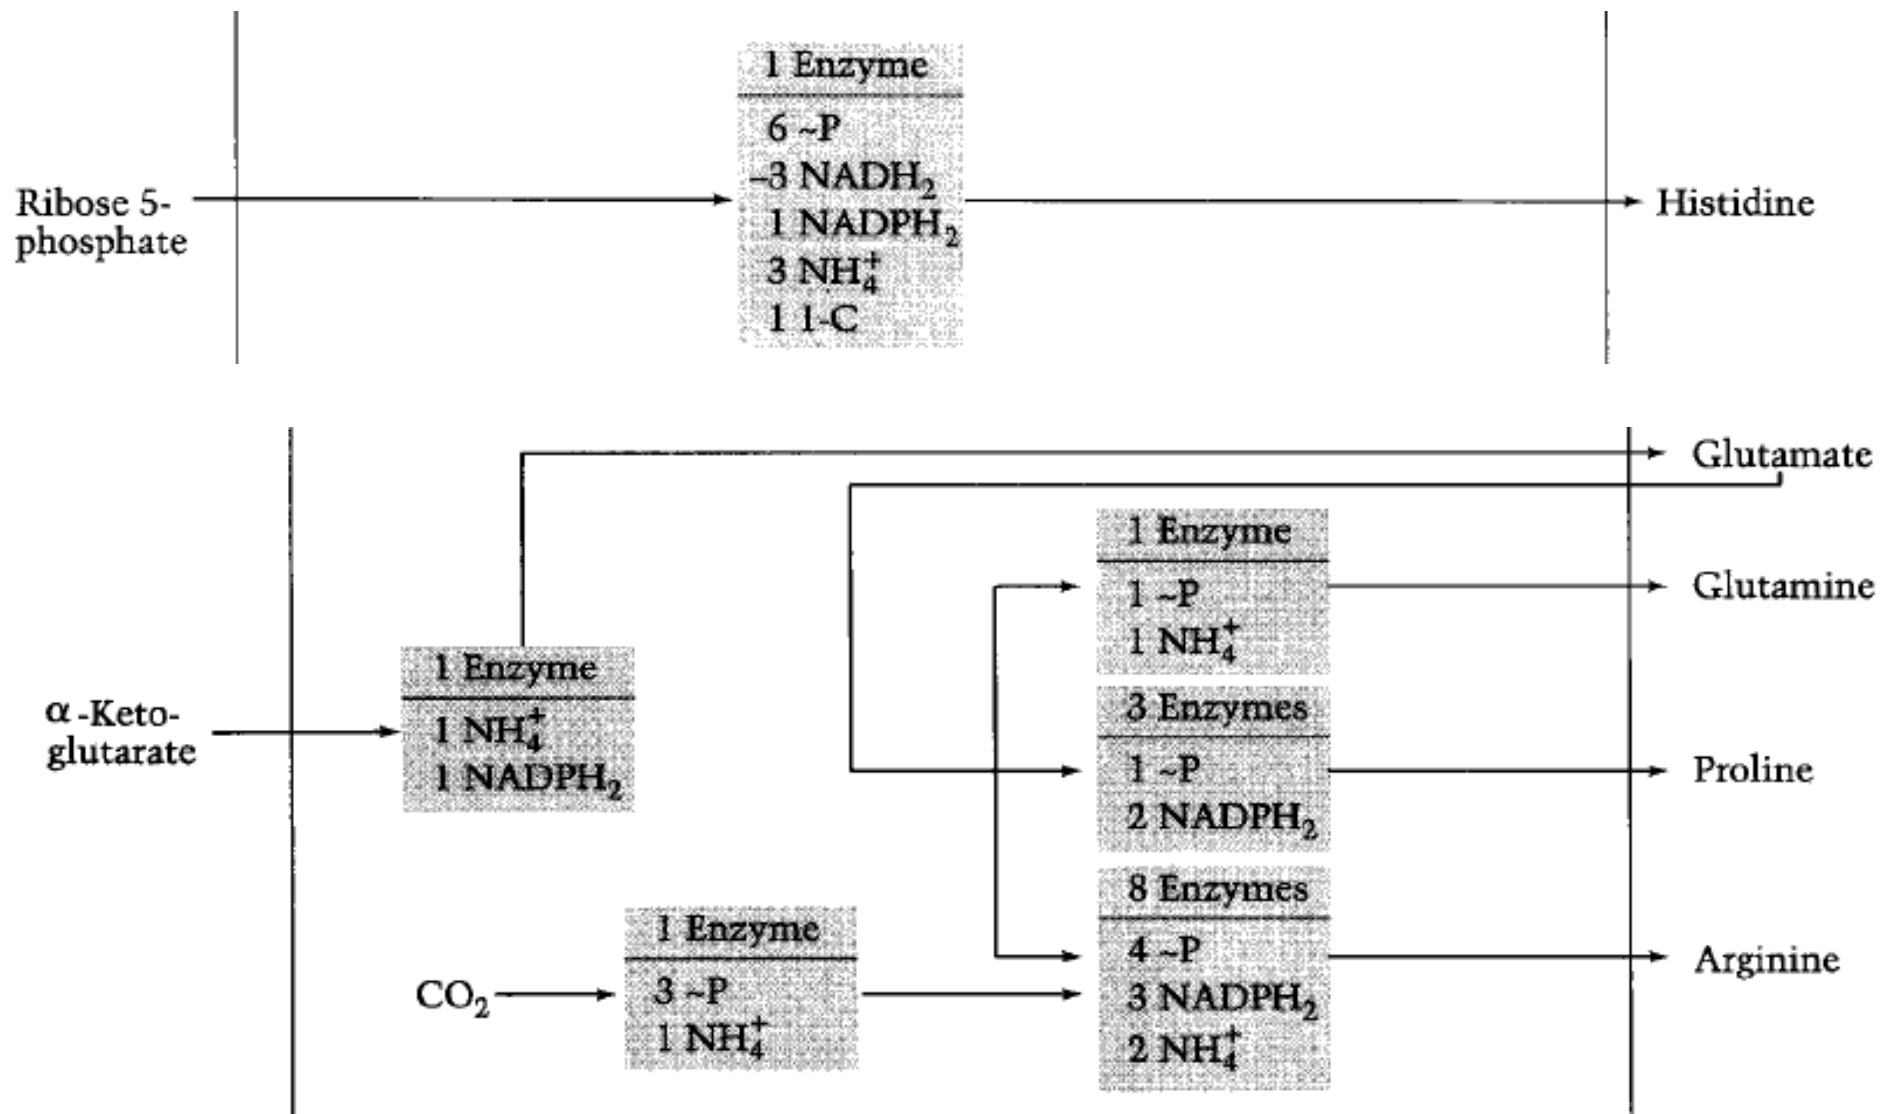 1 Enzyme
6 ~P
–3 NADH₂
1 NADPH₂
3 NH₄⁺
1 1-C
Ribose 5-
phosphate
Histidine
Glutamate
1 Enzyme
1 ~P
1 NH₄⁺
Glutamine
1 Enzyme
1 NH₄⁺
1 NADPH₂
α-Keto-
glutarate
3 Enzymes
1 ~P
2 NADPH₂
Proline
8 Enzymes
4 ~P
3 NADPH₂
2 NH₄⁺
Arginine
1 Enzyme
3 ~P
1 NH₄⁺
CO₂